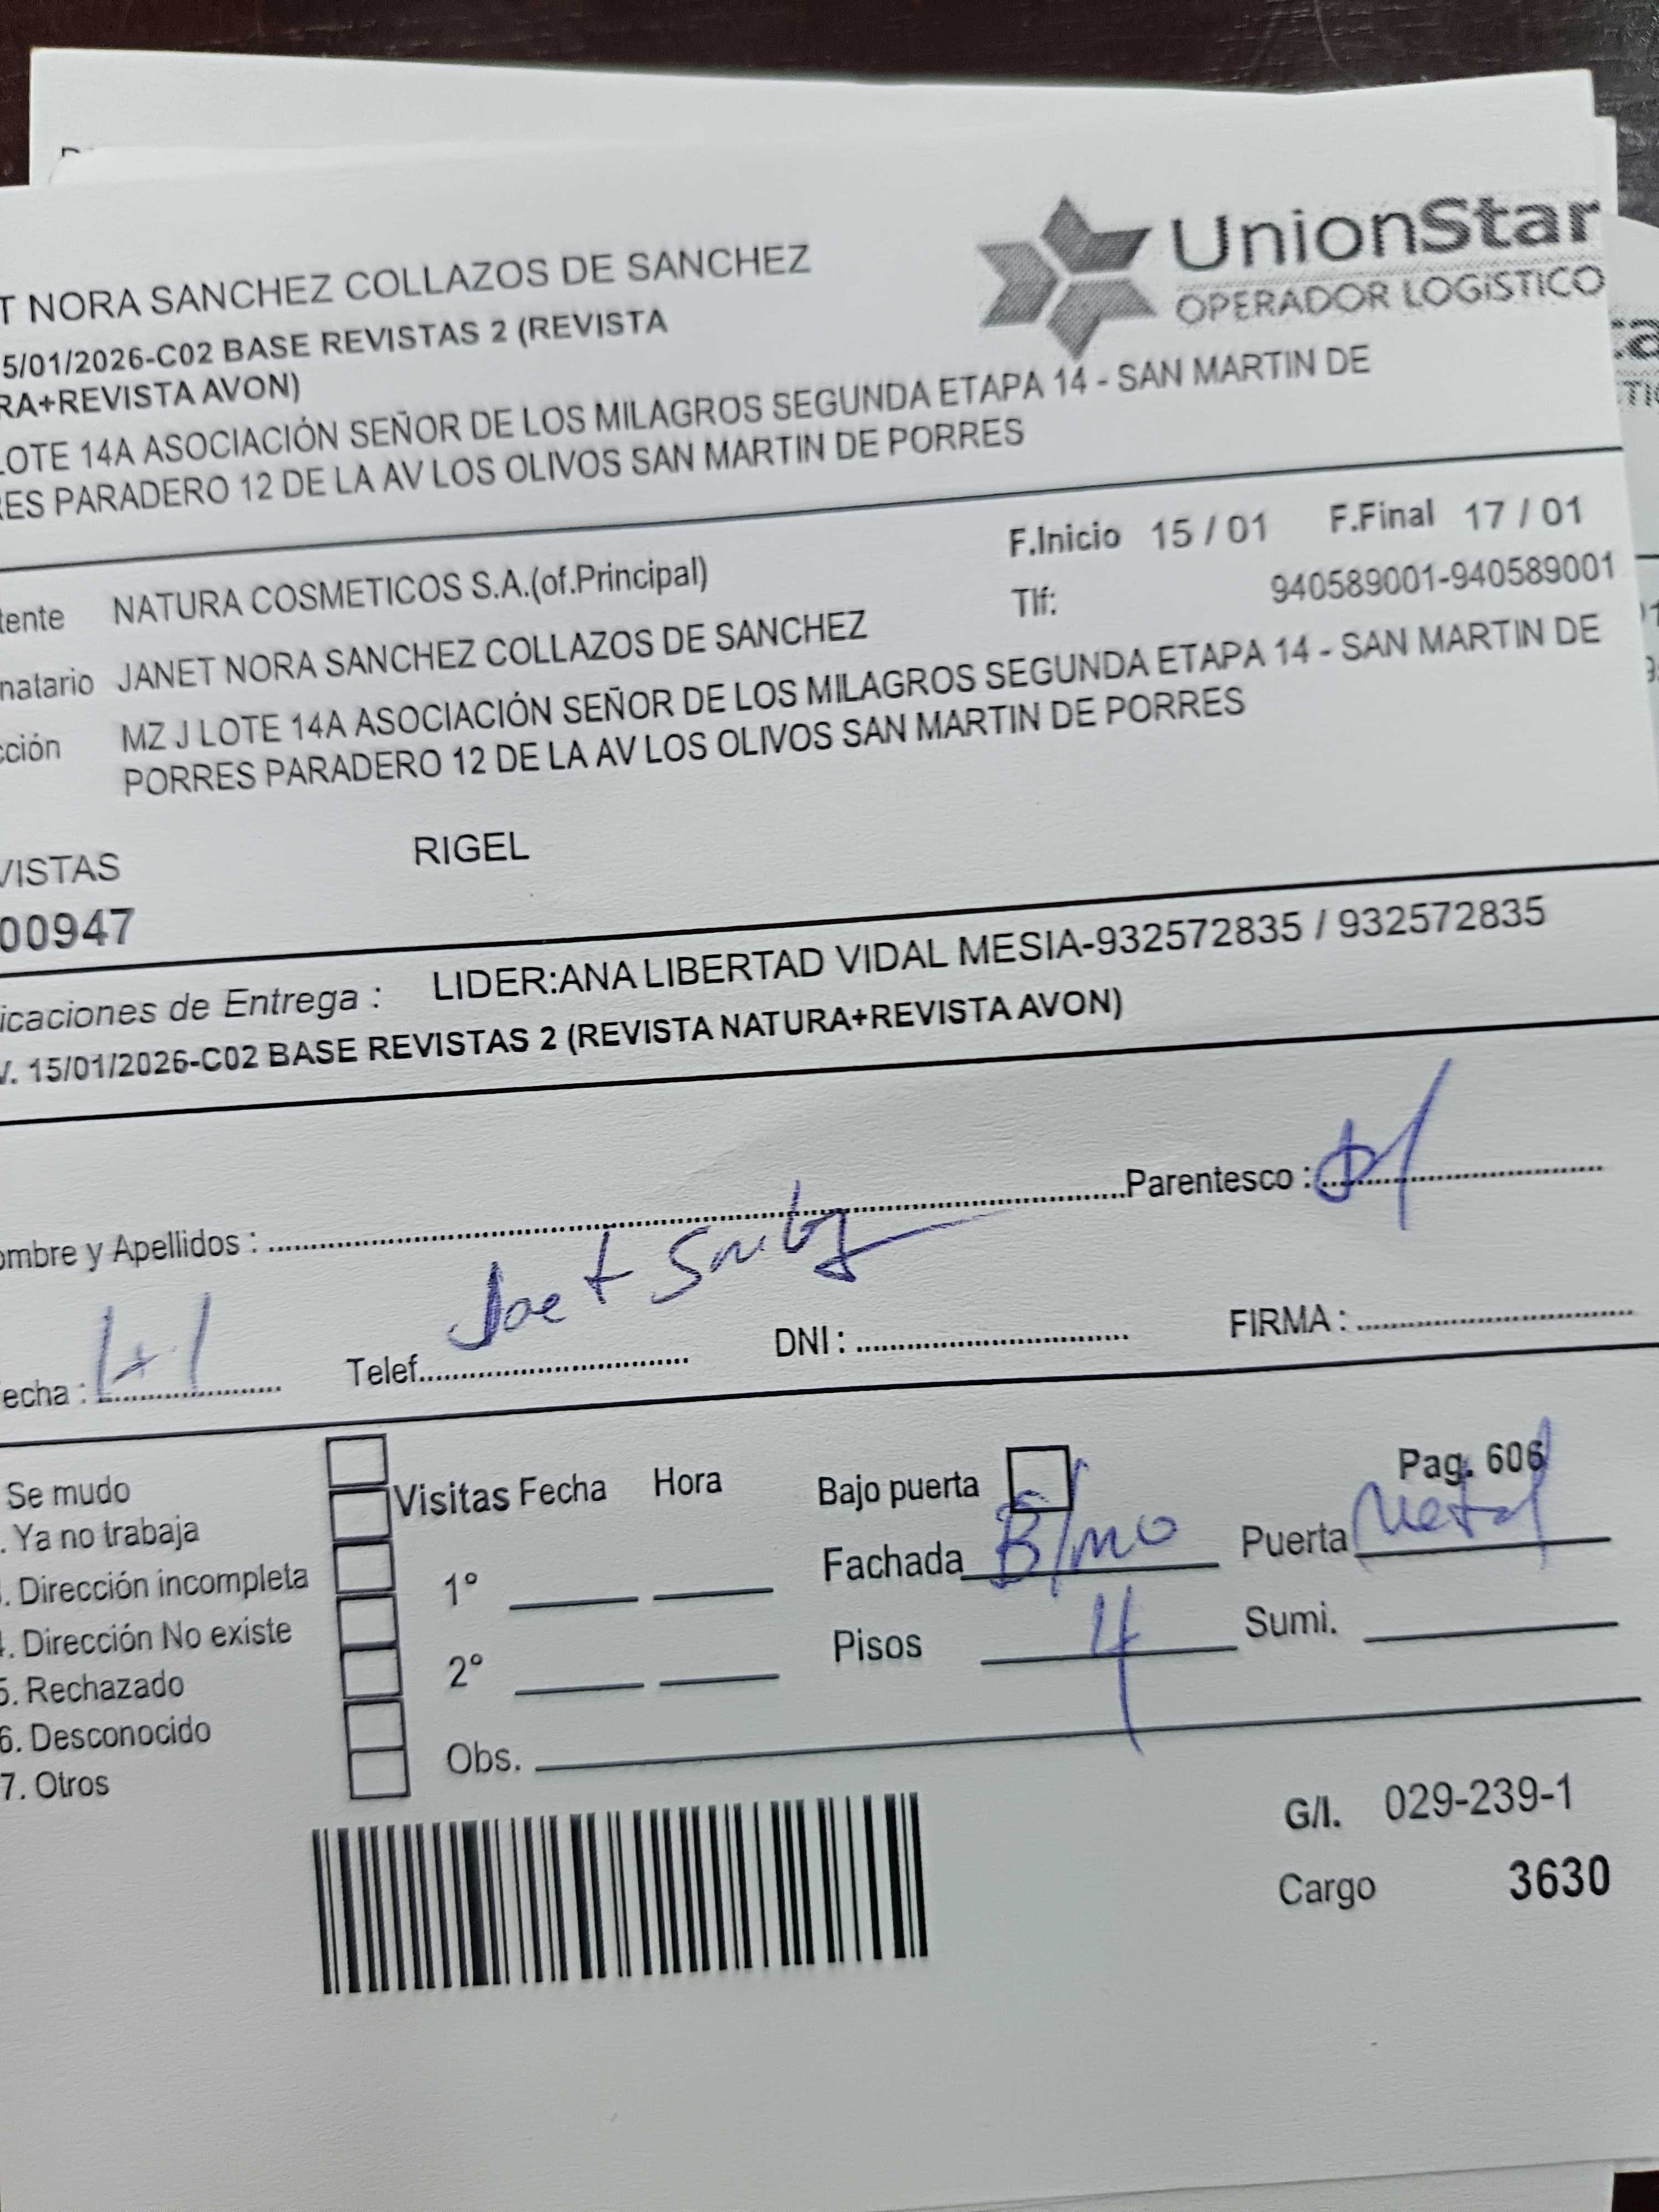 T NORA SANCHEZ COLLAZOS DE SANCHEZ
5/01/2026-C02 BASE REVISTAS 2 (REVISTA
RA+REVISTA AVON)
LOTE 14A ASOCIACIÓN SEÑOR DE LOS MILAGROS SEGUNDA ETAPA 14 - SAN MARTIN DE
RES PARADERO 12 DE LA AV LOS OLIVOS SAN MARTIN DE PORRES
UnionStar
OPERADOR LOGISTICO
F.Inicio 15 / 01 F.Final 17 / 01
tente NATURA COSMETICOS S.A.(of.Principal)
Tlf: 940589001-940589001
natario JANET NORA SANCHEZ COLLAZOS DE SANCHEZ
cción MZ J LOTE 14A ASOCIACIÓN SEÑOR DE LOS MILAGROS SEGUNDA ETAPA 14 - SAN MARTIN DE
PORRES PARADERO 12 DE LA AV LOS OLIVOS SAN MARTIN DE PORRES
VISTAS RIGEL
00947
icaciones de Entrega : LIDER:ANA LIBERTAD VIDAL MESIA-932572835 / 932572835
V. 15/01/2026-C02 BASE REVISTAS 2 (REVISTA NATURA+REVISTA AVON)
ombre y Apellidos : Parentesco :
echa : Telef. DNI : FIRMA :
Se mudo
Ya no trabaja
. Dirección incompleta
4. Dirección No existe
5. Rechazado
6. Desconocido
7. Otros
Visitas Fecha Hora
1°
2°
Obs.
Bajo puerta Pag. 606
Fachada B/mo Puerta Metal
Pisos 4 Sumi.
G/I. 029-239-1
Cargo 3630